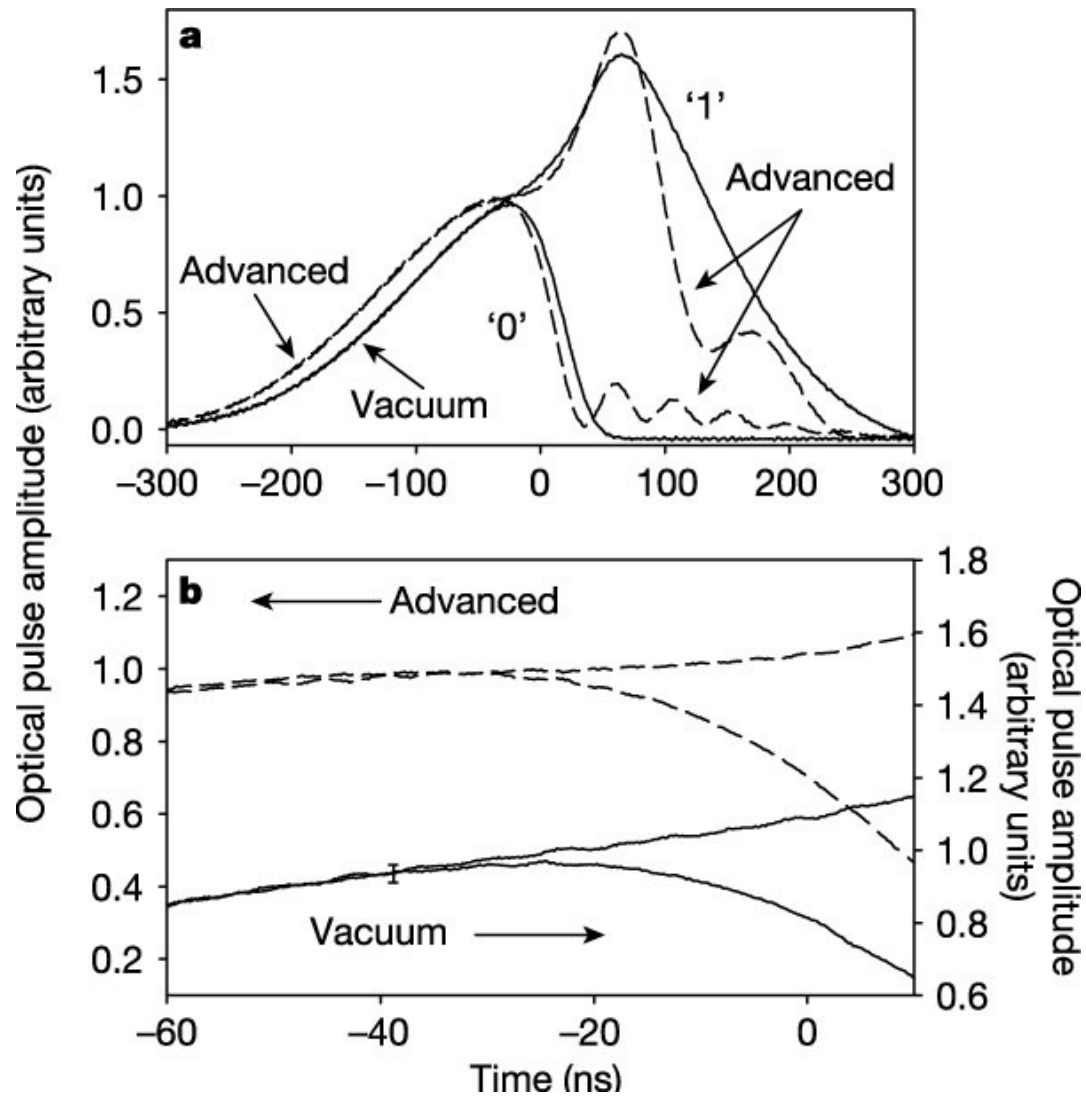 a
1.5
1.0
0.5
0.0
Optical pulse amplitude (arbitrary units)
‘1’
Advanced
Advanced
‘0’
Vacuum
–300 –200 –100 0 100 200 300
b
1.2
1.0
0.8
0.6
0.4
0.2
Advanced
Vacuum
1.8
1.6
1.4
1.2
1.0
0.8
0.6
Optical pulse amplitude
(arbitrary units)
–60 –40 –20 0
Time (ns)